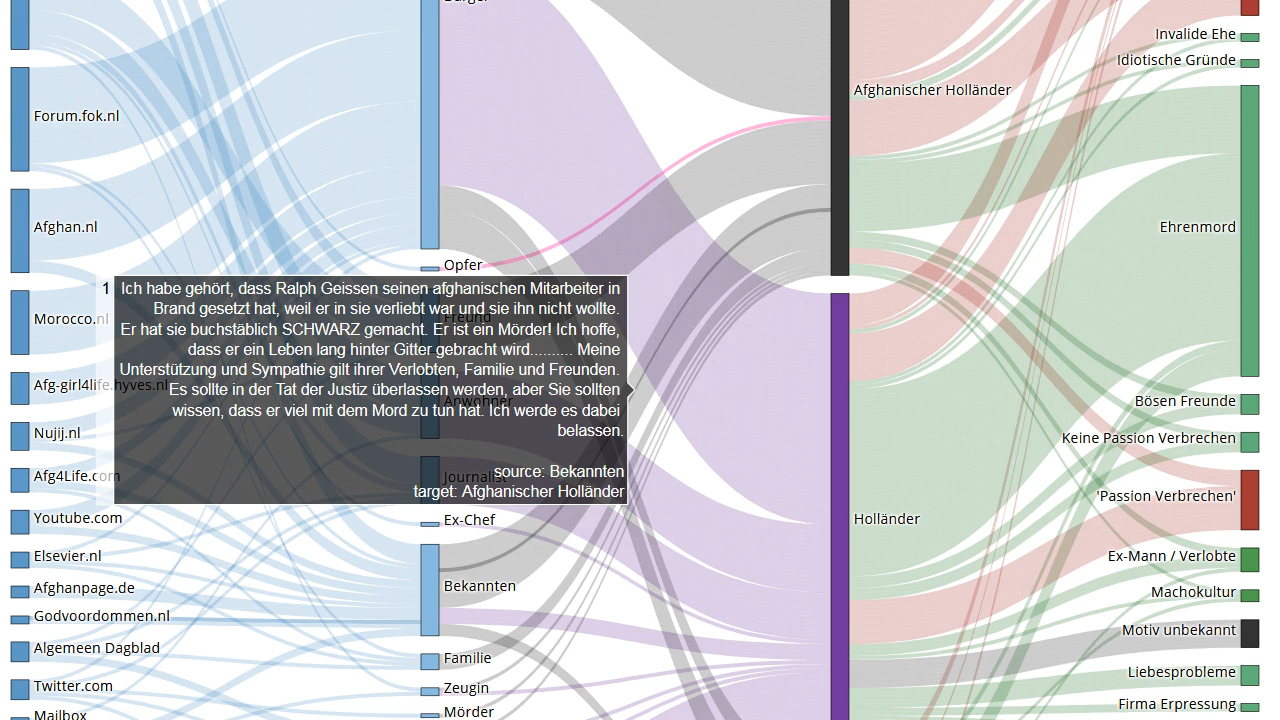 Bürger
Forum.fok.nl
Afghan.nl
Morocco.nl
Afg-girl4life.hyves.nl
Nujij.nl
Afg4Life.com
Youtube.com
Elsevier.nl
Afghanpage.de
Godvoordommen.nl
Algemeen Dagblad
Twitter.com
Mailbox
Opfer
Freund
Anwohner
Journalist
Ex-Chef
Bekannten
Familie
Zeugin
Mörder
1
Ich habe gehört, dass Ralph Geissen seinen afghanischen Mitarbeiter in
Brand gesetzt hat, weil er in sie verliebt war und sie ihn nicht wollte.
Er hat sie buchstäblich SCHWARZ gemacht. Er ist ein Mörder! Ich hoffe,
dass er ein Leben lang hinter Gitter gebracht wird.......... Meine
Unterstützung und Sympathie gilt ihrer Verlobten, Familie und Freunden.
Es sollte in der Tat der Justiz überlassen werden, aber Sie sollten
wissen, dass er viel mit dem Mord zu tun hat. Ich werde es dabei
belassen.
source: Bekannten
target: Afghanischer Holländer
Afghanischer Holländer
Holländer
Invalide Ehe
Idiotische Gründe
Ehrenmord
Bösen Freunde
Keine Passion Verbrechen
'Passion Verbrechen'
Ex-Mann / Verlobte
Machokultur
Motiv unbekannt
Liebesprobleme
Firma Erpressung